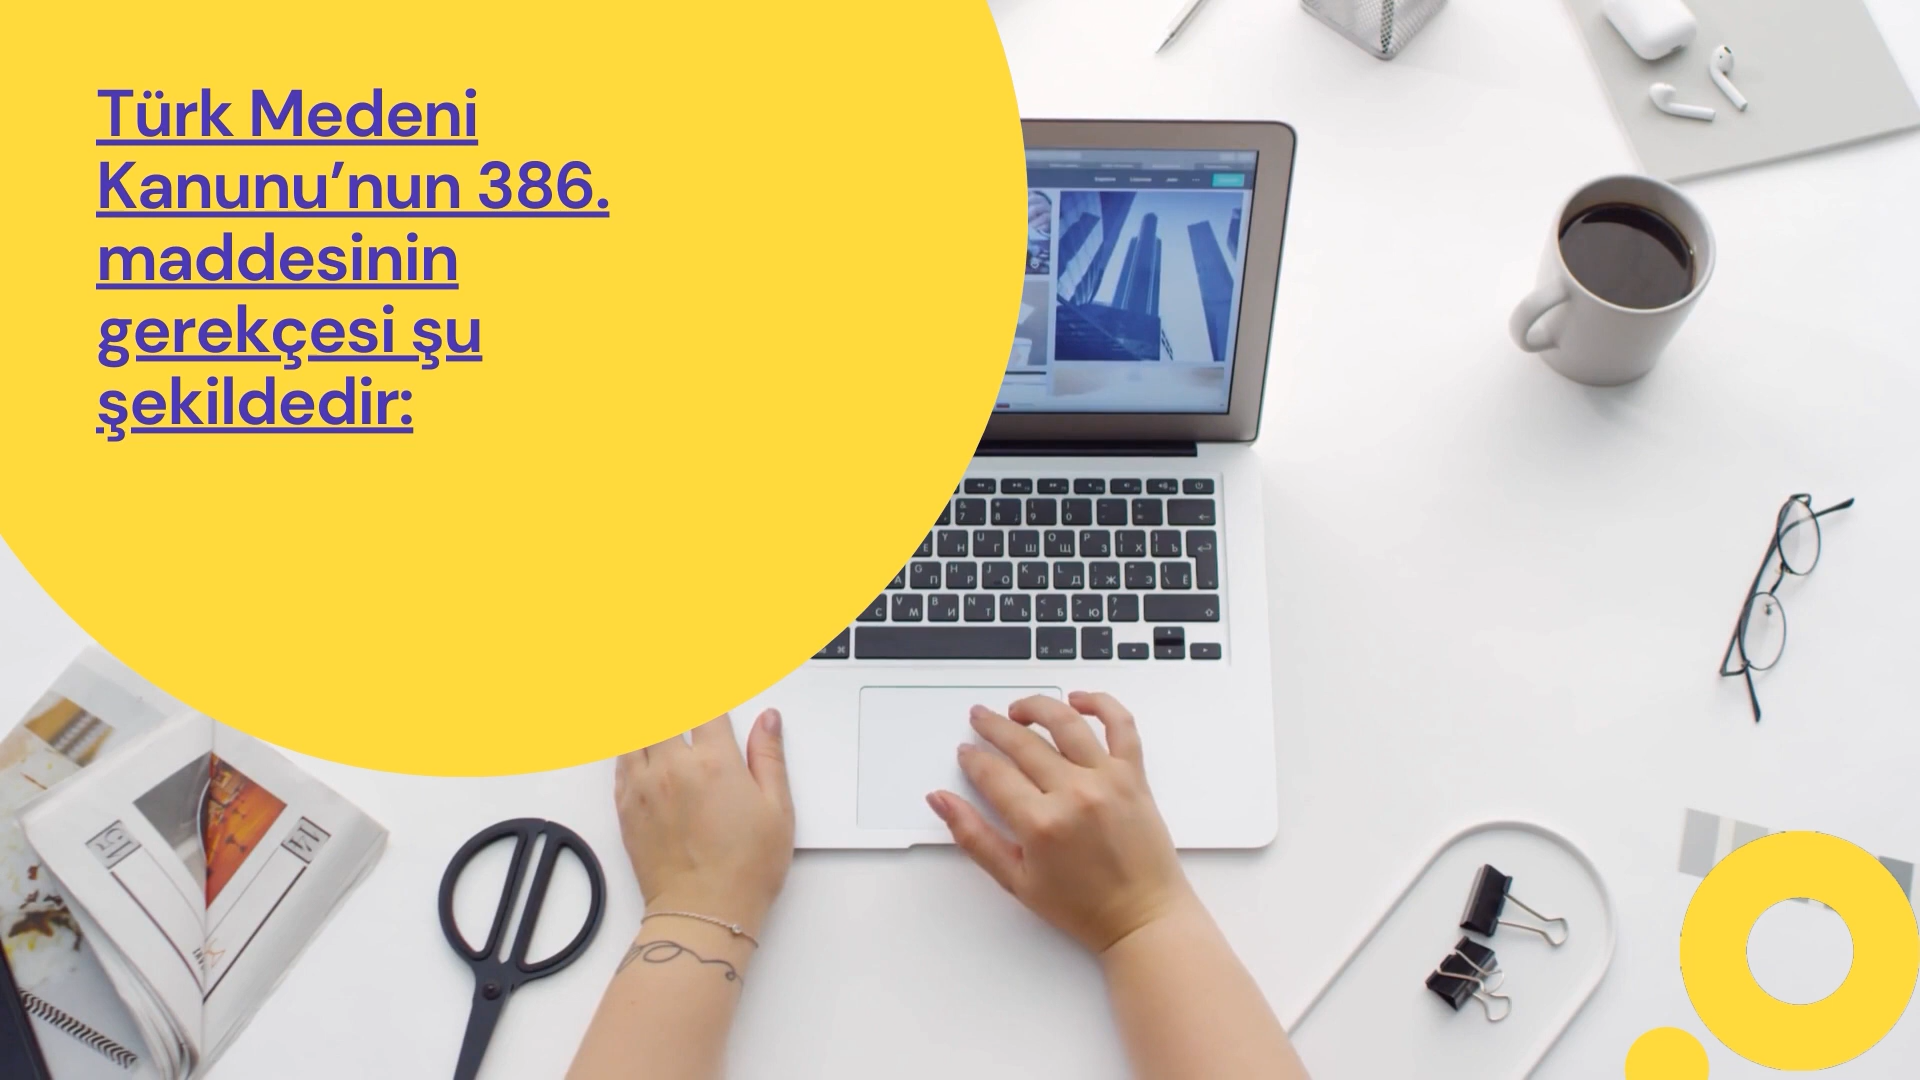 Türk Medeni
Kanunu’nun 386.
maddesinin
gerekçesi şu
şekildedir: